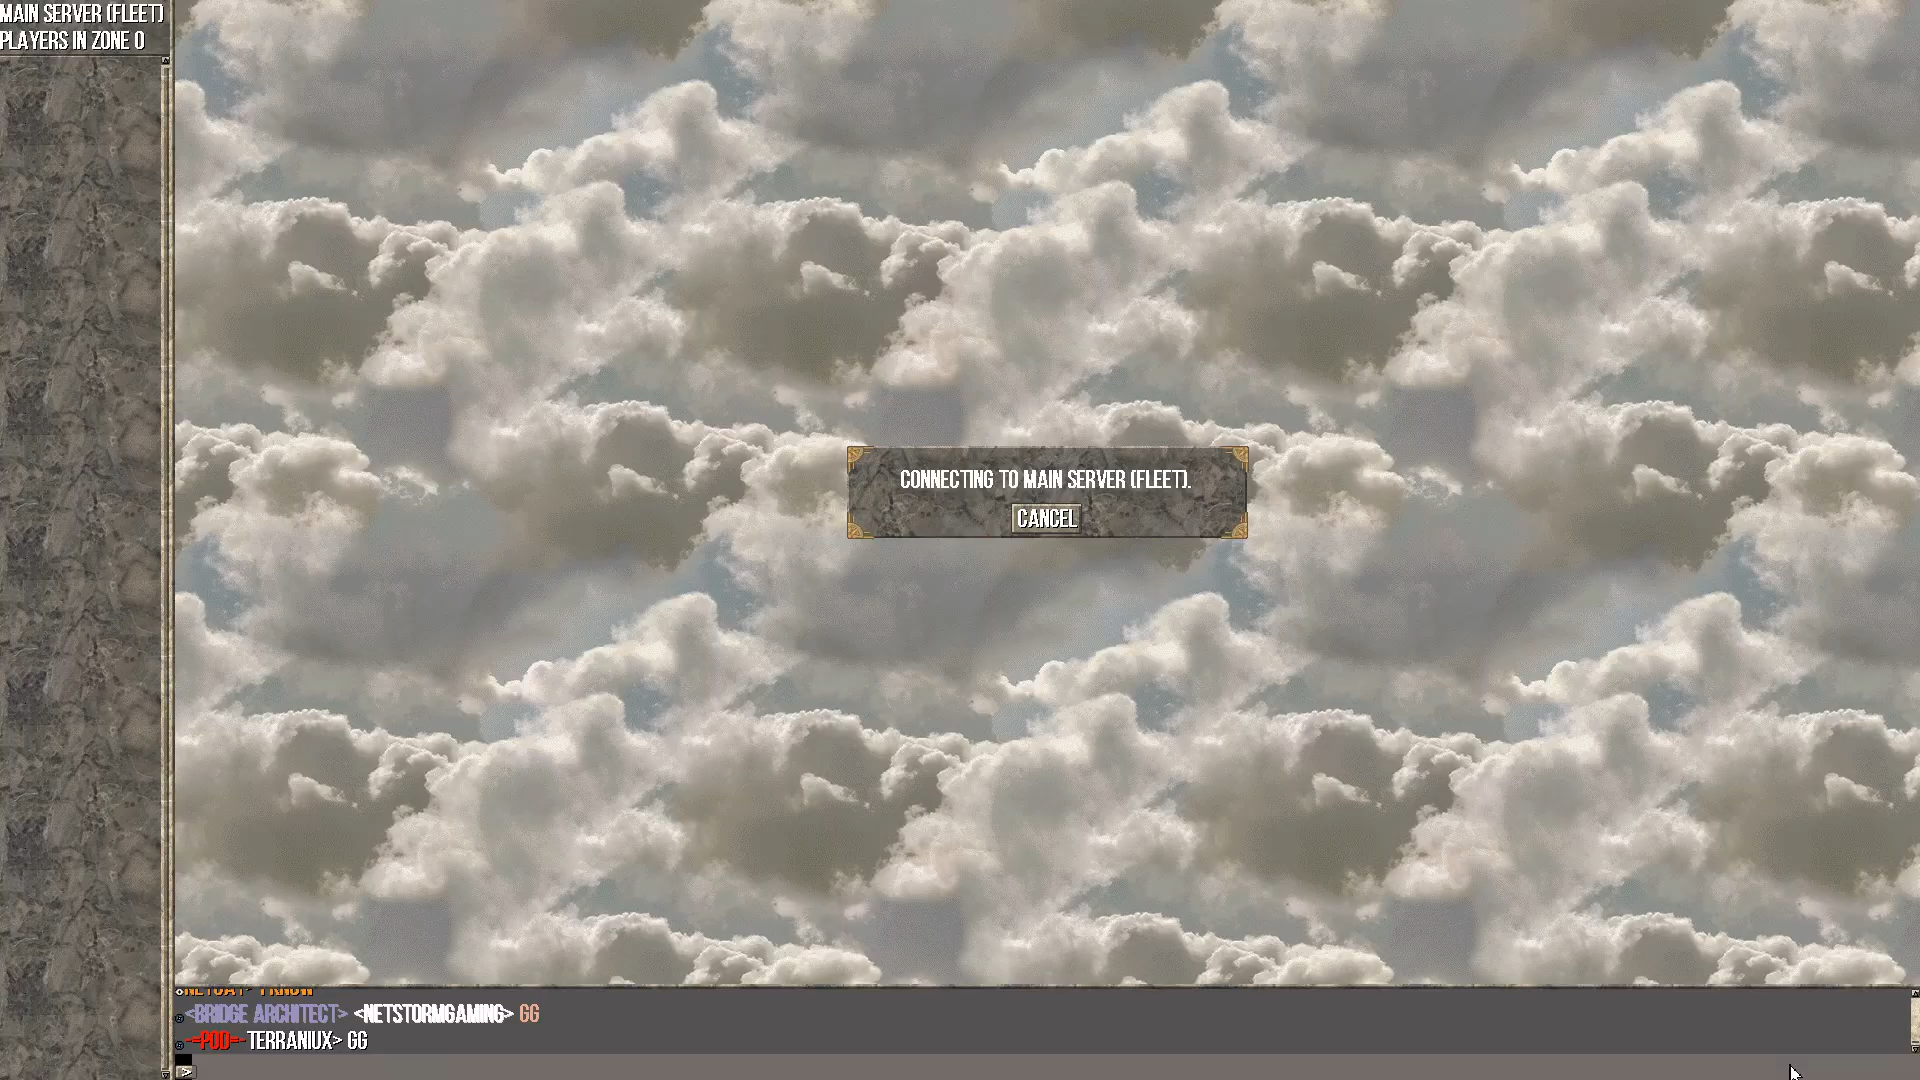 MAIN SERVER (FLEET)
PLAYERS IN ZONE 0
CONNECTING TO MAIN SERVER (FLEET).
CANCEL
<BRIDGE ARCHITECT> <NETSTORMGAMING> GG
-=POO=- TERRANIUX> GG
>